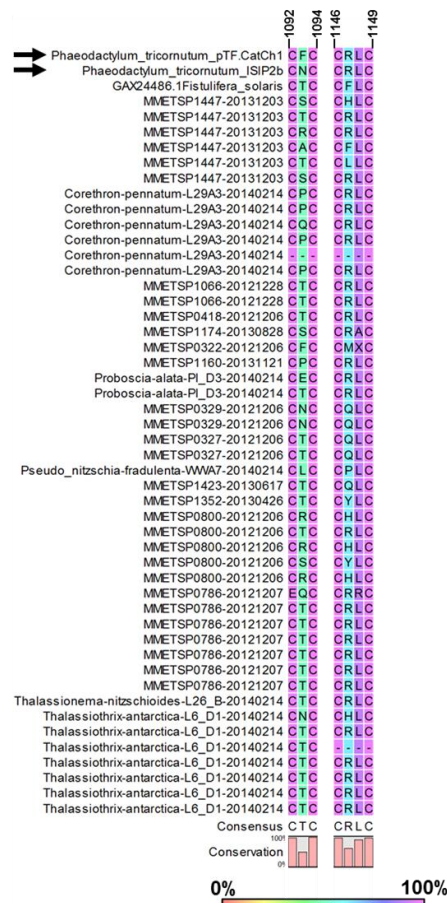 1092 1094 1146 1149
Phaeodactylum_tricornutum_pTF.CatCh1 CFC CRLC
Phaeodactylum_tricornutum_ISIP2b CNC CRLC
GAX24486.1Fistulifera_solaris CTC CFLC
MMETSP1447-20131203 CSC CHLC
MMETSP1447-20131203 CTC CRLC
MMETSP1447-20131203 CRC CRLC
MMETSP1447-20131203 CAC CFLC
MMETSP1447-20131203 CTC CLLC
MMETSP1447-20131203 CSC CRLC
Corethron-pennatum-L29A3-20140214 CPC CRLC
Corethron-pennatum-L29A3-20140214 CPC CRLC
Corethron-pennatum-L29A3-20140214 CQC CRLC
Corethron-pennatum-L29A3-20140214 CPC CRLC
Corethron-pennatum-L29A3-20140214 --- ----
Corethron-pennatum-L29A3-20140214 CPC CRLC
MMETSP1066-20121228 CTC CRLC
MMETSP1066-20121228 CTC CRLC
MMETSP0418-20121206 CTC CRLC
MMETSP1174-20130828 CSC CRAC
MMETSP0322-20121206 CFC CMXC
MMETSP1160-20131121 CPC CRLC
Proboscia-alata-PI_D3-20140214 CEC CRLC
Proboscia-alata-PI_D3-20140214 CTC CRLC
MMETSP0329-20121206 CNC CQLC
MMETSP0329-20121206 CNC CQLC
MMETSP0327-20121206 CTC CQLC
MMETSP0327-20121206 CTC CQLC
Pseudo_nitzschia-fradulenta-WWA7-20140214 CLC CPLC
MMETSP1423-20130617 CTC CQLC
MMETSP1352-20130426 CTC CYLC
MMETSP0800-20121206 CRC CHLC
MMETSP0800-20121206 CTC CRLC
MMETSP0800-20121206 CRC CHLC
MMETSP0800-20121206 CSC CYLC
MMETSP0800-20121206 CRC CHLC
MMETSP0786-20121207 EQC CRRC
MMETSP0786-20121207 CTC CRLC
MMETSP0786-20121207 CTC CRLC
MMETSP0786-20121207 CTC CRLC
MMETSP0786-20121207 CTC CRLC
MMETSP0786-20121207 CTC CRLC
Thalassionema-nitzschioides-L26_B-20140214 CTC CRLC
Thalassiothrix-antarctica-L6_D1-20140214 CNC CHLC
Thalassiothrix-antarctica-L6_D1-20140214 CTC CRLC
Thalassiothrix-antarctica-L6_D1-20140214 CTC ----
Thalassiothrix-antarctica-L6_D1-20140214 CTC CRLC
Thalassiothrix-antarctica-L6_D1-20140214 CTC CRLC
Thalassiothrix-antarctica-L6_D1-20140214 CTC CRLC
Thalassiothrix-antarctica-L6_D1-20140214 CTC CRLC
Consensus CTC CRLC
100%
Conservation
0%
0% 100%